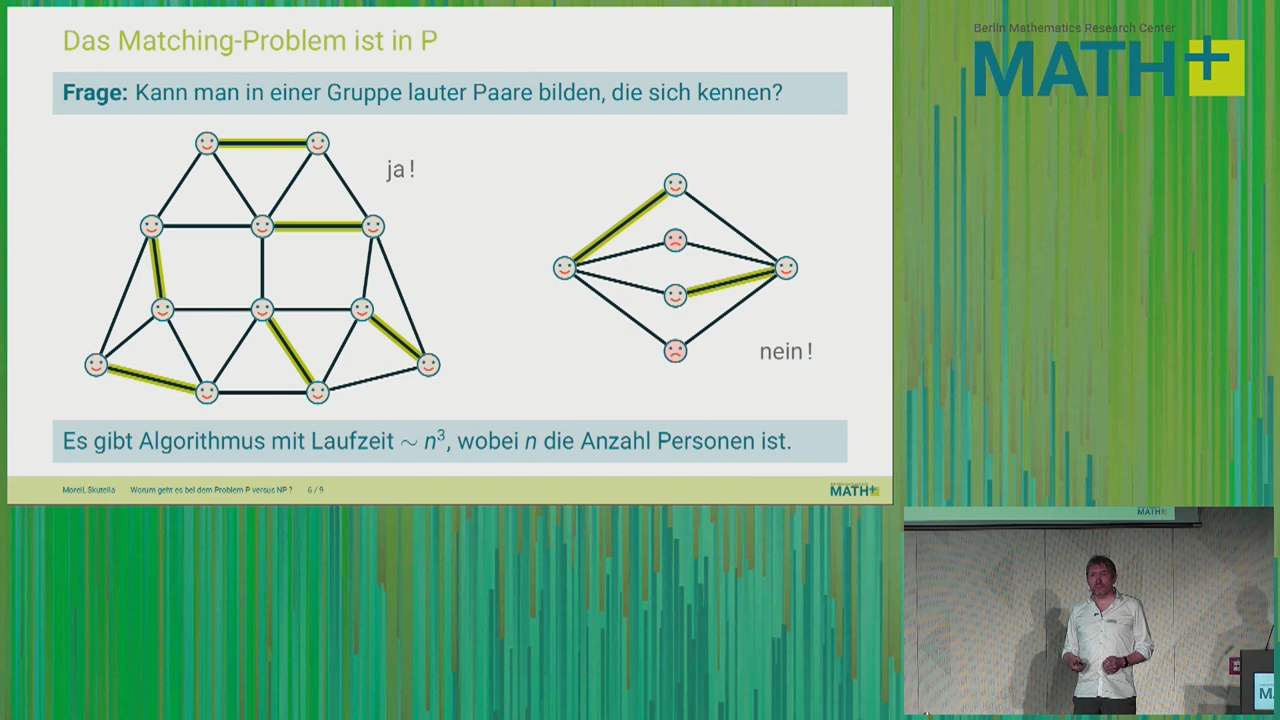 Das Matching-Problem ist in P
Frage: Kann man in einer Gruppe lauter Paare bilden, die sich kennen?
ja!
nein!
Es gibt Algorithmus mit Laufzeit ∼ n³, wobei n die Anzahl Personen ist.
Morell, Skutella Worum geht es bei dem Problem P versus NP? 6 / 9
MATH+
Berlin Mathematics Research Center
MATH+
MATH+